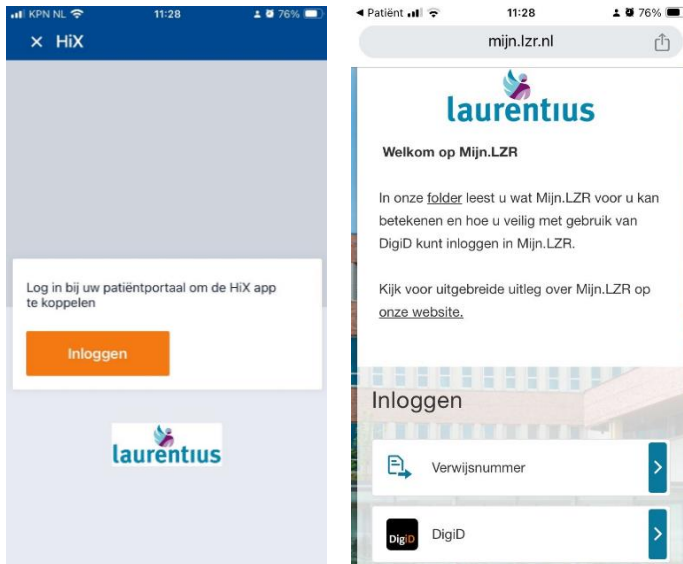 KPN NL 11:28 76%
HiX
Log in bij uw patiëntportaal om de HiX app
te koppelen
Inloggen
laurentius
Patiënt 11:28 76%
mijn.lzr.nl
laurentius
Welkom op Mijn.LZR
In onze folder leest u wat Mijn.LZR voor u kan
betekenen en hoe u veilig met gebruik van
DigiD kunt inloggen in Mijn.LZR.
Kijk voor uitgebreide uitleg over Mijn.LZR op
onze website.
Inloggen
Verwijsnummer
DigiD DigiD